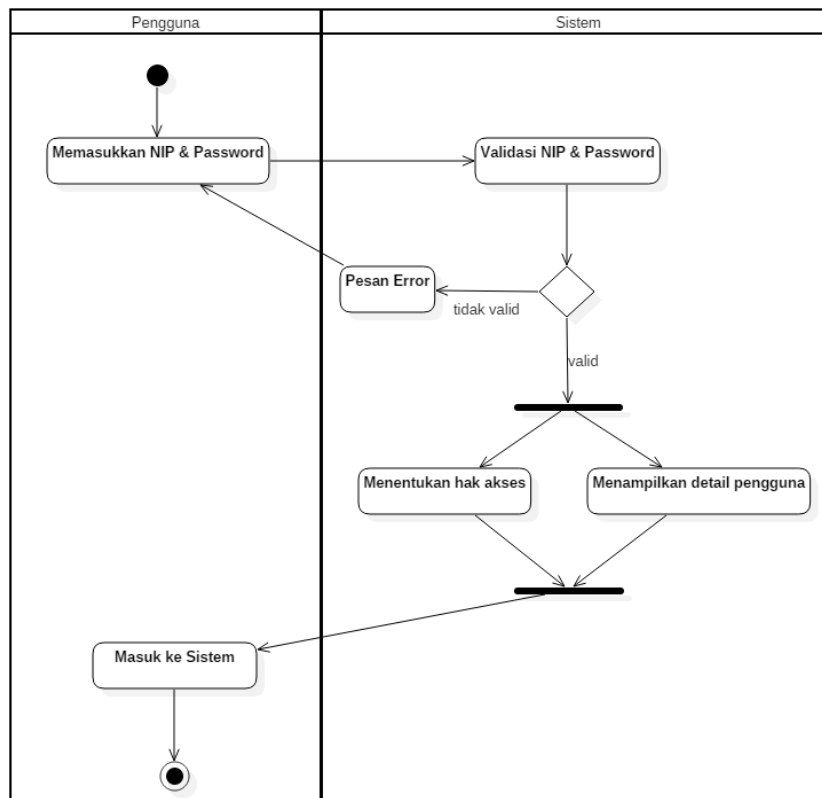 Pengguna
Sistem
Memasukkan NIP & Password
Validasi NIP & Password
Pesan Error
tidak valid
valid
Menentukan hak akses
Menampilkan detail pengguna
Masuk ke Sistem